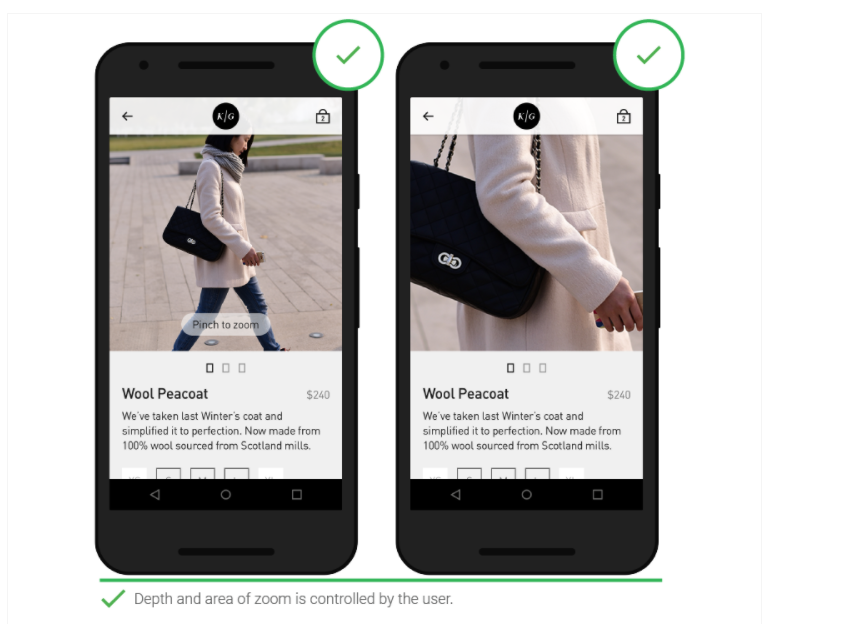 K/G
2
Pinch to zoom
Wool Peacoat
$240
We've taken last Winter's coat and
simplified it to perfection. Now made from
100% wool sourced from Scotland mills.
K/G
2
Wool Peacoat
$240
We've taken last Winter's coat and
simplified it to perfection. Now made from
100% wool sourced from Scotland mills.
Depth and area of zoom is controlled by the user.